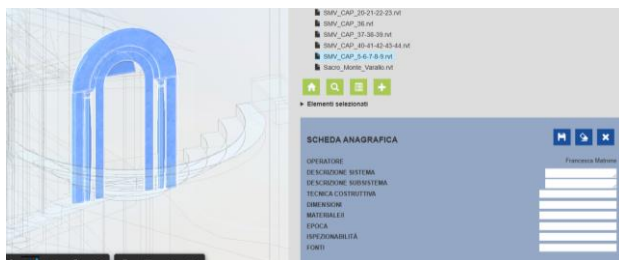 SMV_CAP_20-21-22-23.rvt
SMV_CAP_36.rvt
SMV_CAP_37-38-39.rvt
SMV_CAP_40-41-42-43-44.rvt
SMV_CAP_5-6-7-8-9.rvt
Sacro_Monte_Varallo.rvt
Elementi selezionati
SCHEDA ANAGRAFICA
OPERATORE Francesca Matrone
DESCRIZIONE SISTEMA
DESCRIZIONE SUBSISTEMA
TECNICA COSTRUTTIVA
DIMENSIONI
MATERIALER
EPOCA
ISPEZIONABILITÁ
FONTI